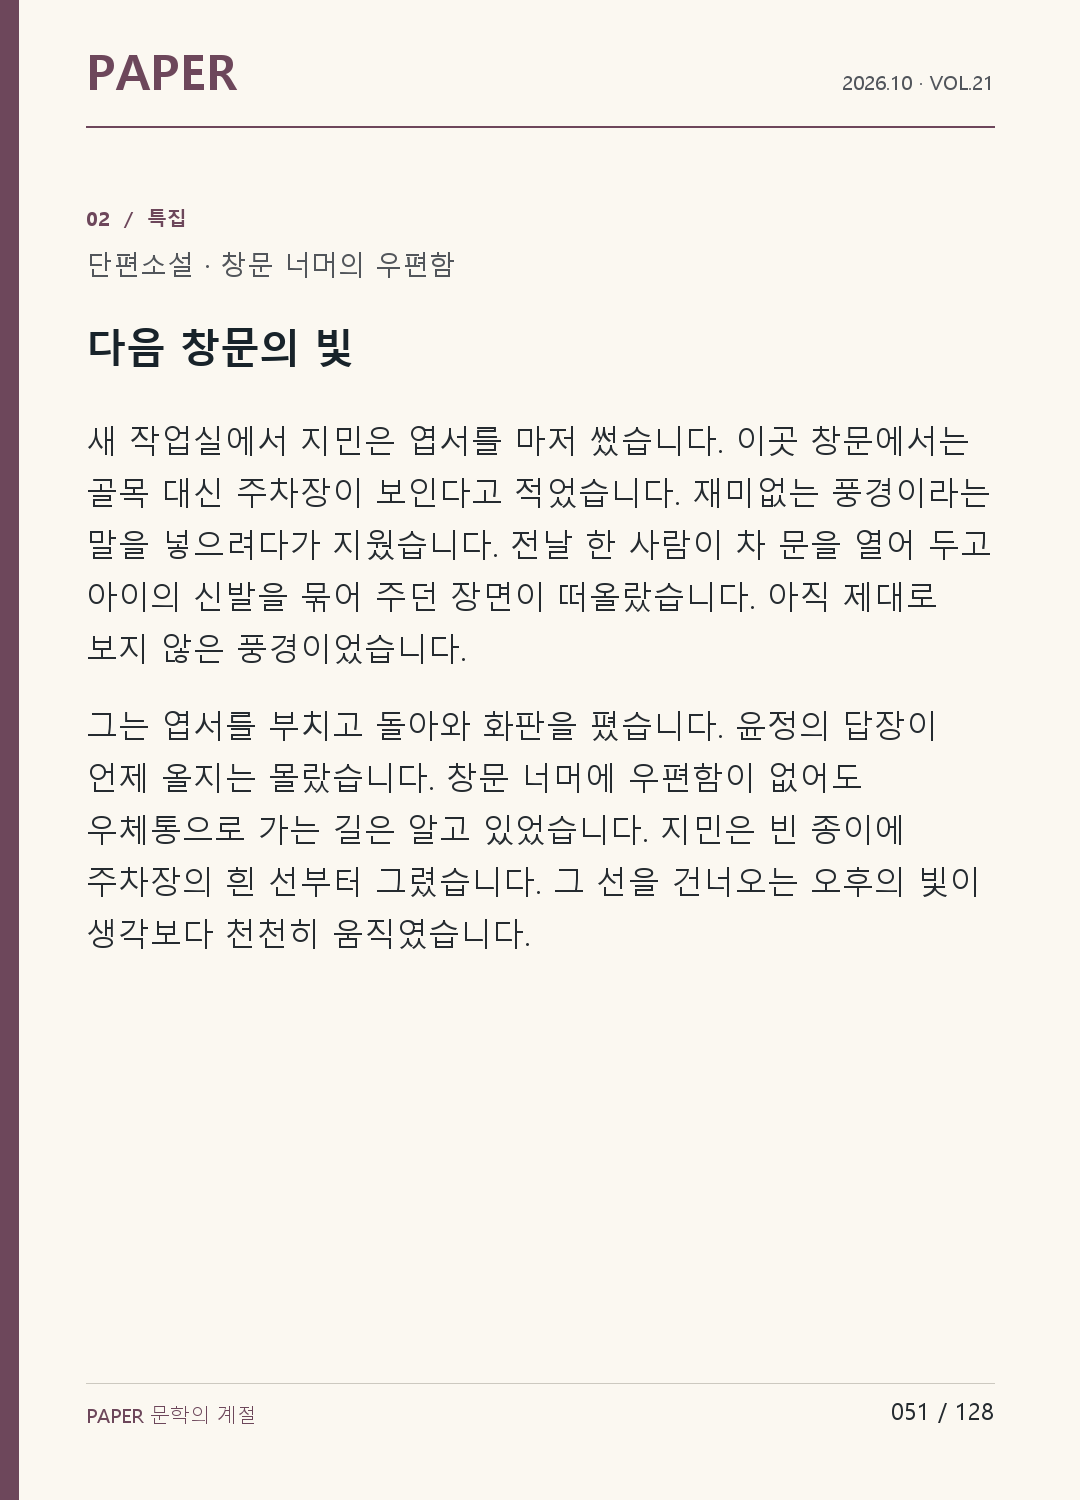 PAPER
2026.10 · VOL.21
02 / 특집
단편소설 · 창문 너머의 우편함
다음 창문의 빛
새 작업실에서 지민은 엽서를 마저 썼습니다. 이곳 창문에서는
골목 대신 주차장이 보인다고 적었습니다. 재미없는 풍경이라는
말을 넣으려다가 지웠습니다. 전날 한 사람이 차 문을 열어 두고
아이의 신발을 묶어 주던 장면이 떠올랐습니다. 아직 제대로
보지 않은 풍경이었습니다.
그는 엽서를 부치고 돌아와 화판을 폈습니다. 윤정의 답장이
언제 올지는 몰랐습니다. 창문 너머에 우편함이 없어도
우체통으로 가는 길은 알고 있었습니다. 지민은 빈 종이에
주차장의 흰 선부터 그렸습니다. 그 선을 건너오는 오후의 빛이
생각보다 천천히 움직였습니다.
PAPER 문학의 계절
051 / 128